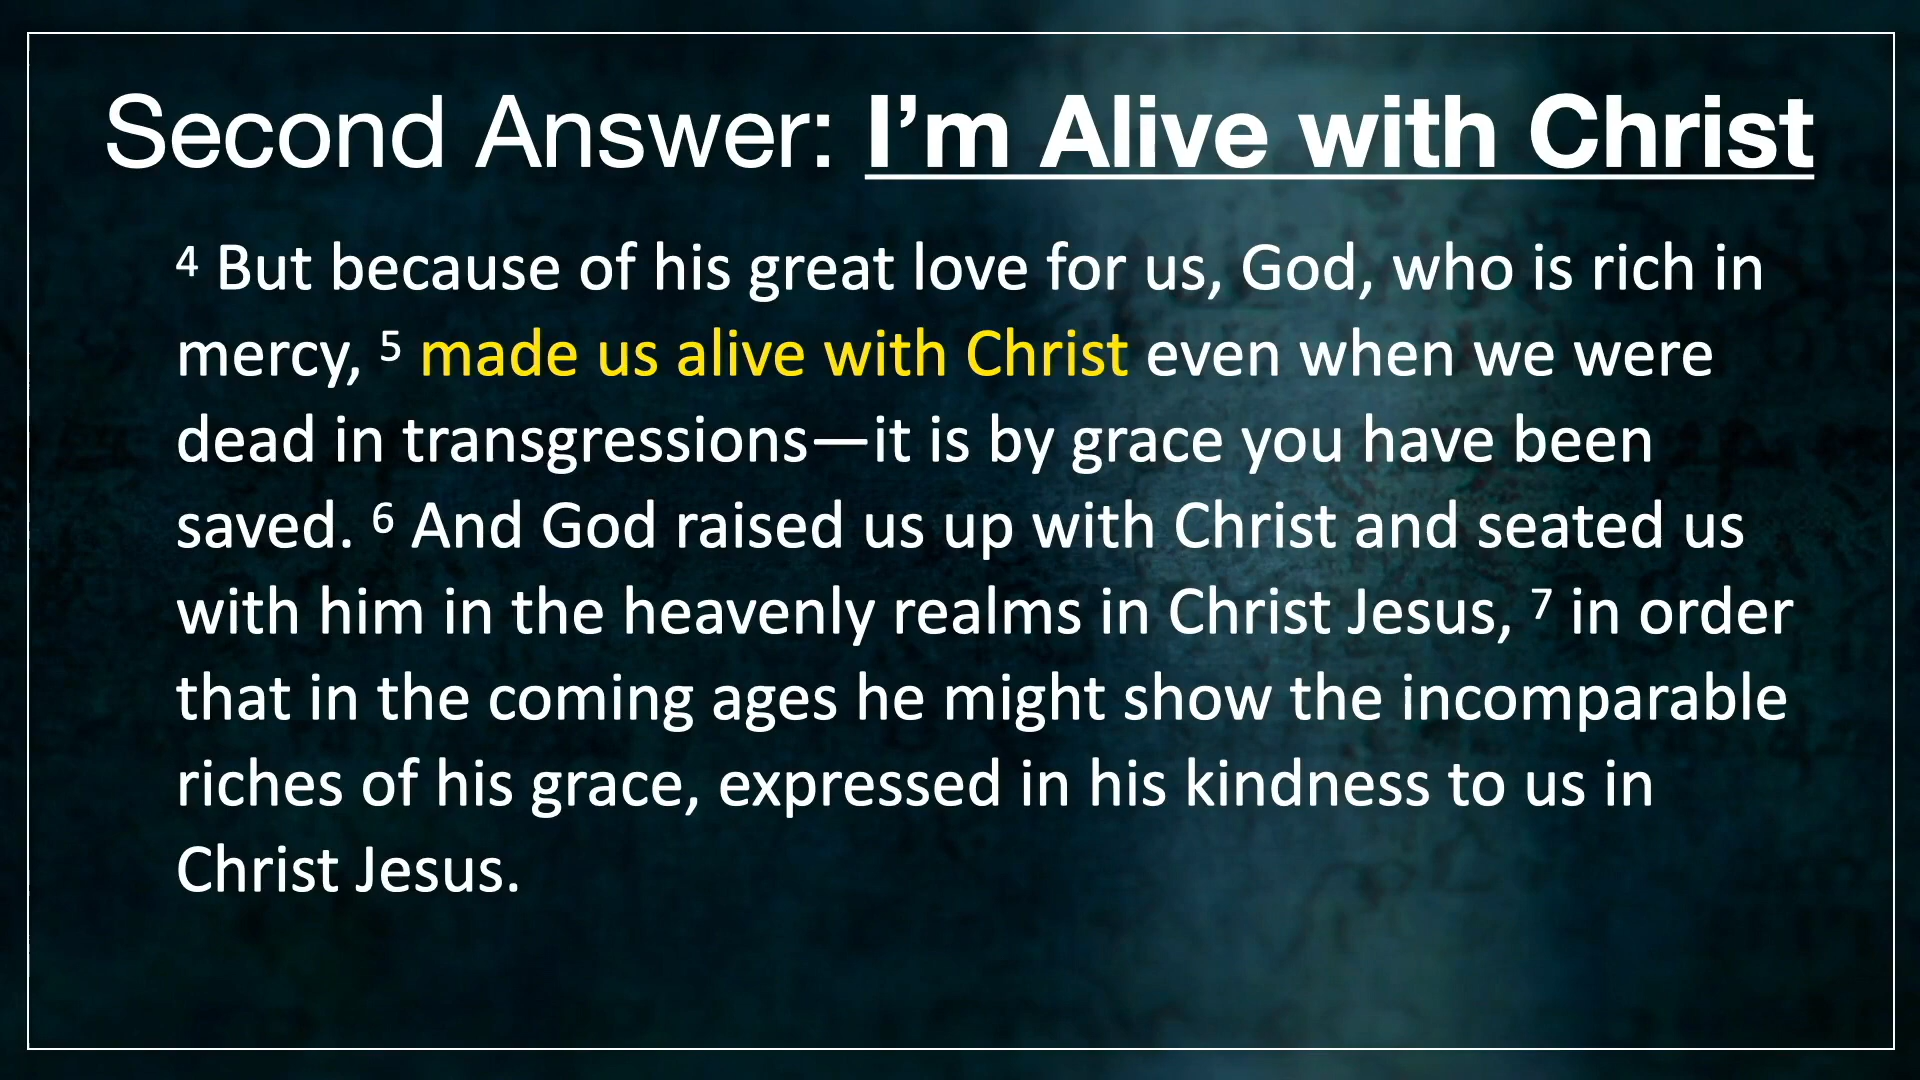 Second Answer: I’m Alive with Christ
4 But because of his great love for us, God, who is rich in
mercy, 5 made us alive with Christ even when we were
dead in transgressions—it is by grace you have been
saved. 6 And God raised us up with Christ and seated us
with him in the heavenly realms in Christ Jesus, 7 in order
that in the coming ages he might show the incomparable
riches of his grace, expressed in his kindness to us in
Christ Jesus.